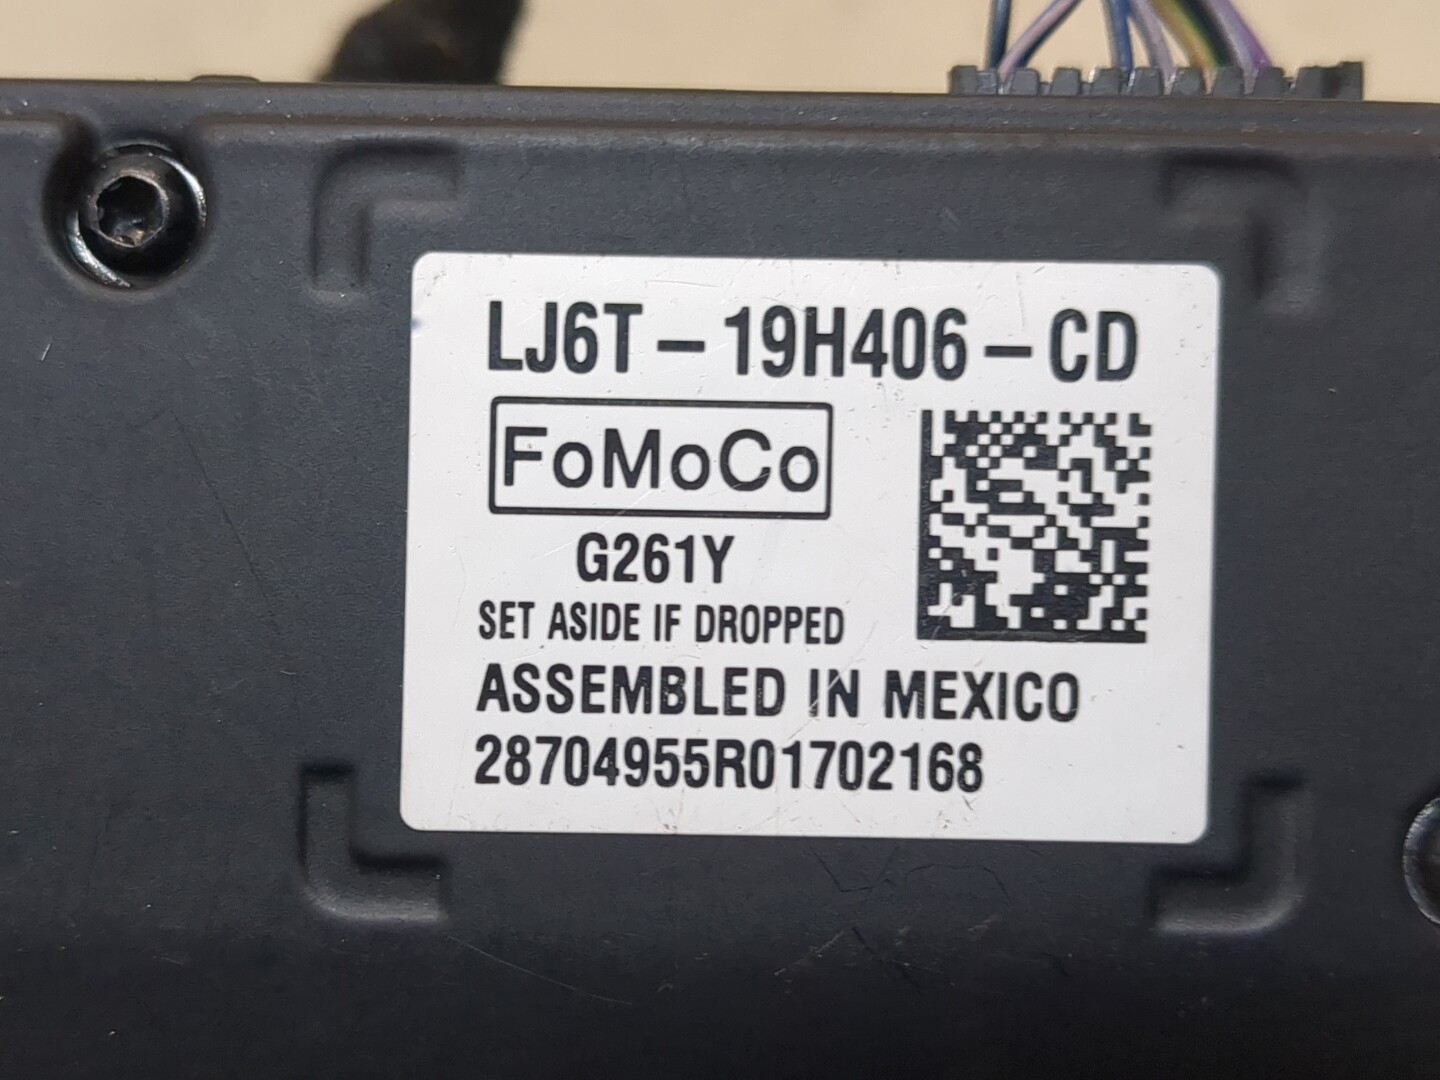 LJ6T-19H406-CD
FoMoCo
G261Y
SET ASIDE IF DROPPED
ASSEMBLED IN MEXICO
28704955R01702168